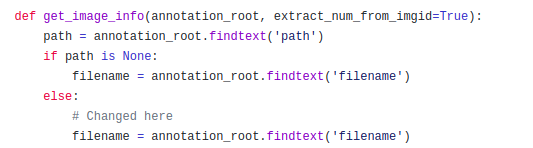 def get_image_info(annotation_root, extract_num_from_imgid=True):
    path = annotation_root.findtext('path')
    if path is None:
        filename = annotation_root.findtext('filename')
    else:
        # Changed here
        filename = annotation_root.findtext('filename')